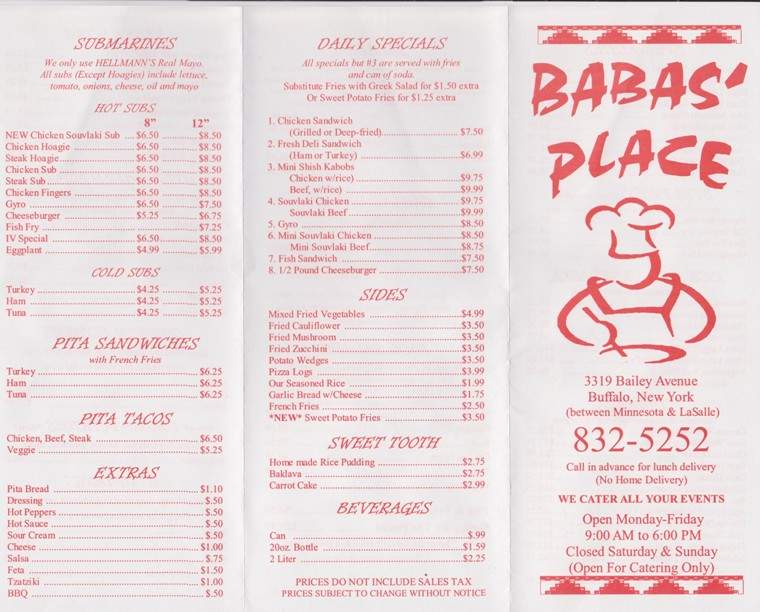 SUBMARINES
We only use HELLMANN'S Real Mayo.
All subs (Except Hoagies) include lettuce,
tomato, onions, cheese, oil and mayo
HOT SUBS
8" 12"
NEW Chicken Souvlaki Sub ... $6.50 ... $8.50
Chicken Hoagie ... $6.50 ... $8.50
Steak Hoagie ... $6.50 ... $8.50
Chicken Sub ... $6.50 ... $8.50
Steak Sub ... $6.50 ... $8.50
Chicken Fingers ... $6.50 ... $8.50
Gyro ... $6.50 ... $7.50
Cheeseburger ... $5.25 ... $6.75
Fish Fry ... $7.25
IV Special ... $6.50 ... $8.50
Eggplant ... $4.99 ... $5.99
COLD SUBS
Turkey ... $4.25 ... $5.25
Ham ... $4.25 ... $5.25
Tuna ... $4.25 ... $5.25
PITA SANDWICHES
with French Fries
Turkey ... $6.25
Ham ... $6.25
Tuna ... $6.25
PITA TACOS
Chicken, Beef, Steak ... $6.50
Veggie ... $5.25
EXTRAS
Pita Bread ... $1.10
Dressing ... $.50
Hot Peppers ... $.50
Hot Sauce ... $.50
Sour Cream ... $.50
Cheese ... $1.00
Salsa ... $.75
Feta ... $1.50
Tzatziki ... $1.00
BBQ ... $.50
DAILY SPECIALS
All specials but #3 are served with fries
and can of soda.
Substitute Fries with Greek Salad for $1.50 extra
Or Sweet Potato Fries for $1.25 extra
1. Chicken Sandwich
(Grilled or Deep-fried) ... $7.50
2. Fresh Deli Sandwich
(Ham or Turkey) ... $6.99
3. Mini Shish Kabobs
Chicken w/rice) ... $9.75
Beef, w/rice) ... $9.99
4. Souvlaki Chicken ... $9.75
Souvlaki Beef ... $9.99
5. Gyro ... $8.50
6. Mini Souvlaki Chicken ... $8.50
Mini Souvlaki Beef ... $8.75
7. Fish Sandwich ... $7.50
8. 1/2 Pound Cheeseburger ... $7.50
SIDES
Mixed Fried Vegetables ... $4.99
Fried Cauliflower ... $3.50
Fried Mushroom ... $3.50
Fried Zucchini ... $3.50
Potato Wedges ... $3.50
Pizza Logs ... $3.99
Our Seasoned Rice ... $1.99
Garlic Bread w/Cheese ... $1.75
French Fries ... $2.50
*NEW* Sweet Potato Fries ... $3.50
SWEET TOOTH
Home made Rice Pudding ... $2.75
Baklava ... $2.75
Carrot Cake ... $2.99
BEVERAGES
Can ... $.99
20oz. Bottle ... $1.59
2 Liter ... $2.25
PRICES DO NOT INCLUDE SALES TAX
PRICES SUBJECT TO CHANGE WITHOUT NOTICE
BABAS'
PLACE
3319 Bailey Avenue
Buffalo, New York
(between Minnesota & LaSalle)
832-5252
Call in advance for lunch delivery
(No Home Delivery)
WE CATER ALL YOUR EVENTS
Open Monday-Friday
9:00 AM to 6:00 PM
Closed Saturday & Sunday
(Open For Catering Only)